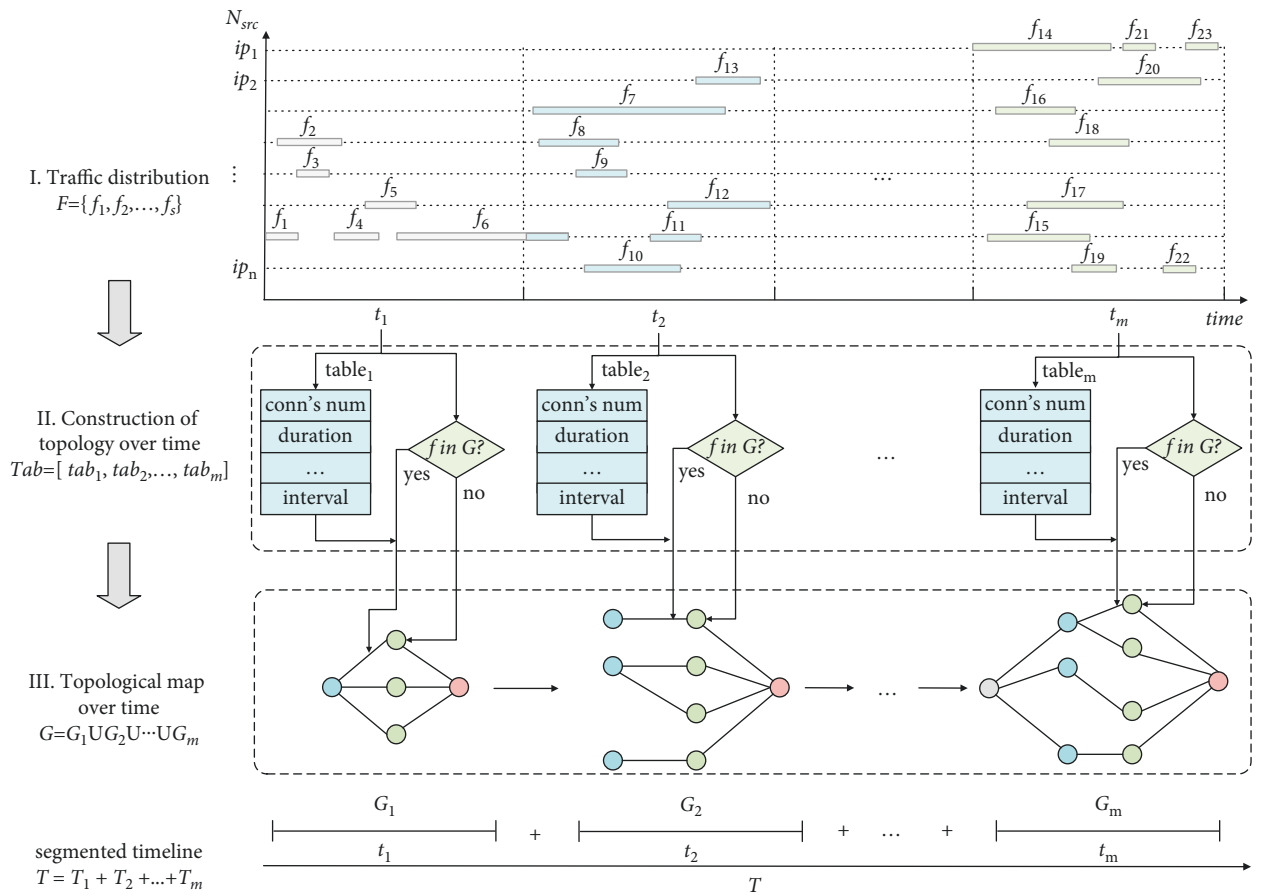 N_src
ip_1
f_14
f_21
f_23
ip_2
f_13
f_20
f_7
f_16
f_2
f_8
f_18
f_3
f_9
⋮
...
I. Traffic distribution
F={ f_1, f_2,..., f_s}
f_5
f_12
f_17
f_1
f_4
f_6
f_11
f_15
ip_n
f_10
f_19
f_22
t_1
t_2
t_m
time
table_1
table_2
table_m
conn's num
duration
...
interval
f in G?
yes
no
conn's num
duration
...
interval
f in G?
yes
no
...
conn's num
duration
...
interval
f in G?
yes
no
II. Construction of
topology over time
Tab=[ tab_1, tab_2,..., tab_m]
III. Topological map
over time
G=G_1UG_2U···UG_m
...
G_1
G_2
G_m
+
+ ... +
t_1
t_2
t_m
segmented timeline
T = T_1 + T_2 +...+T_m
T